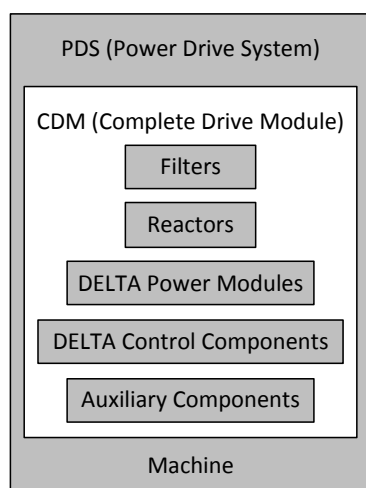 PDS (Power Drive System)
CDM (Complete Drive Module)
Filters
Reactors
DELTA Power Modules
DELTA Control Components
Auxiliary Components
Machine